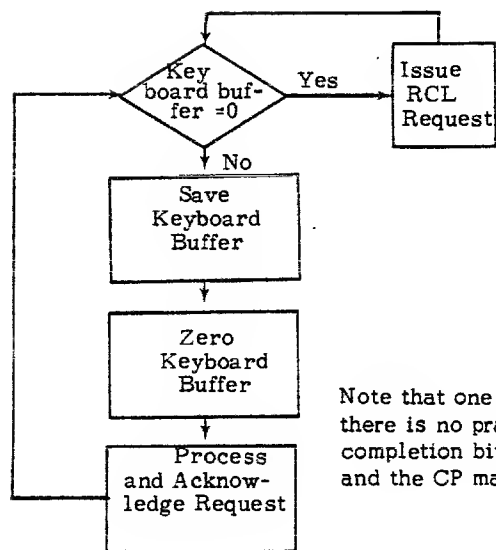 Key
board buf-
fer =0
Yes
Issue
RCL
Request
No
Save
Keyboard
Buffer
Zero
Keyboard
Buffer
Process
and Acknow-
ledge Request
Note that one
there is no pra
completion bi
and the CP ma